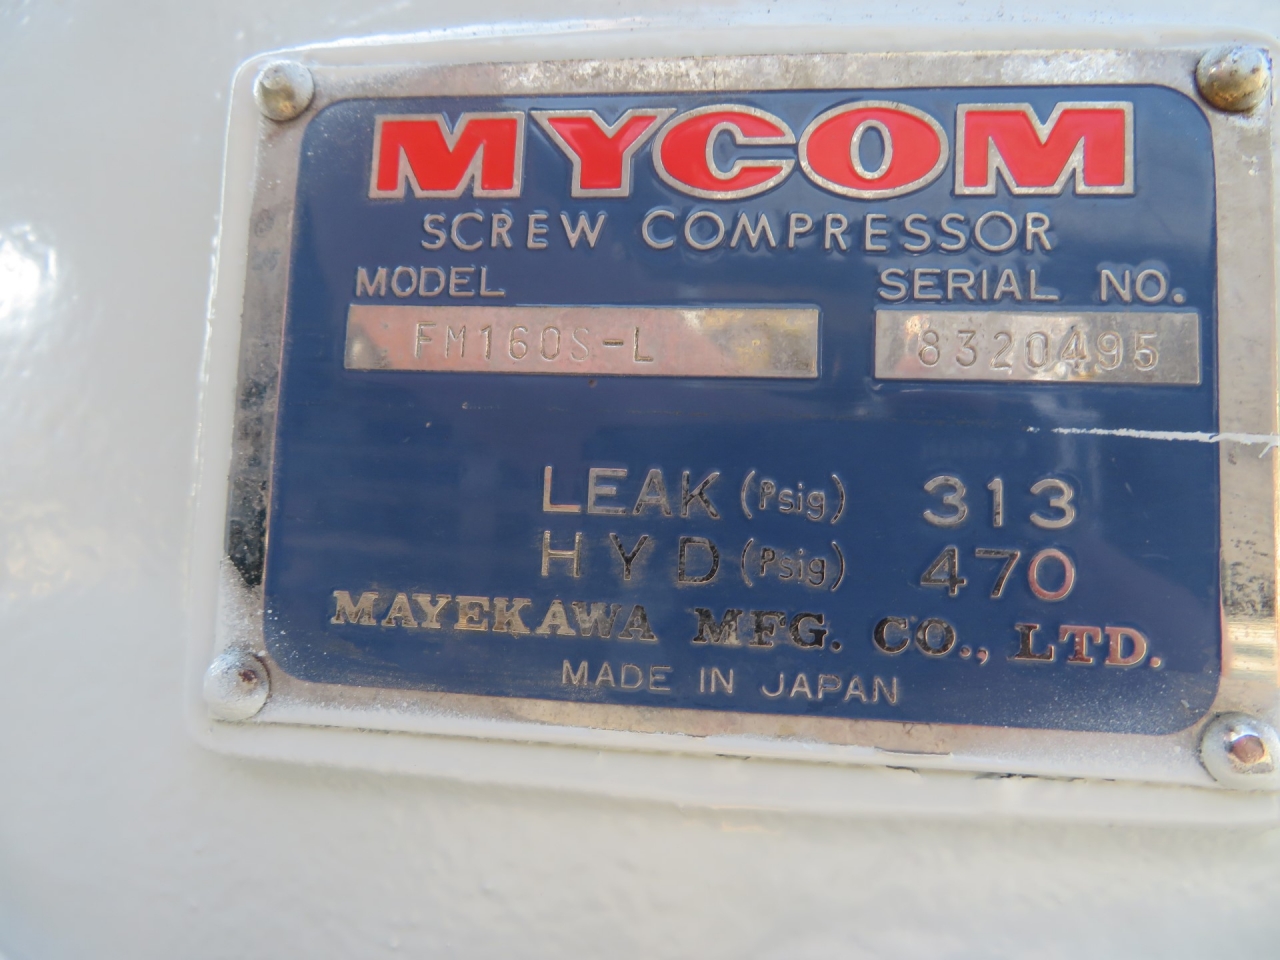 MYCOM
SCREW COMPRESSOR
MODEL SERIAL NO.
FM160S-L 8320495
LEAK (Psig) 313
HYD (Psig) 470
MAYEKAWA MFG. CO., LTD.
MADE IN JAPAN